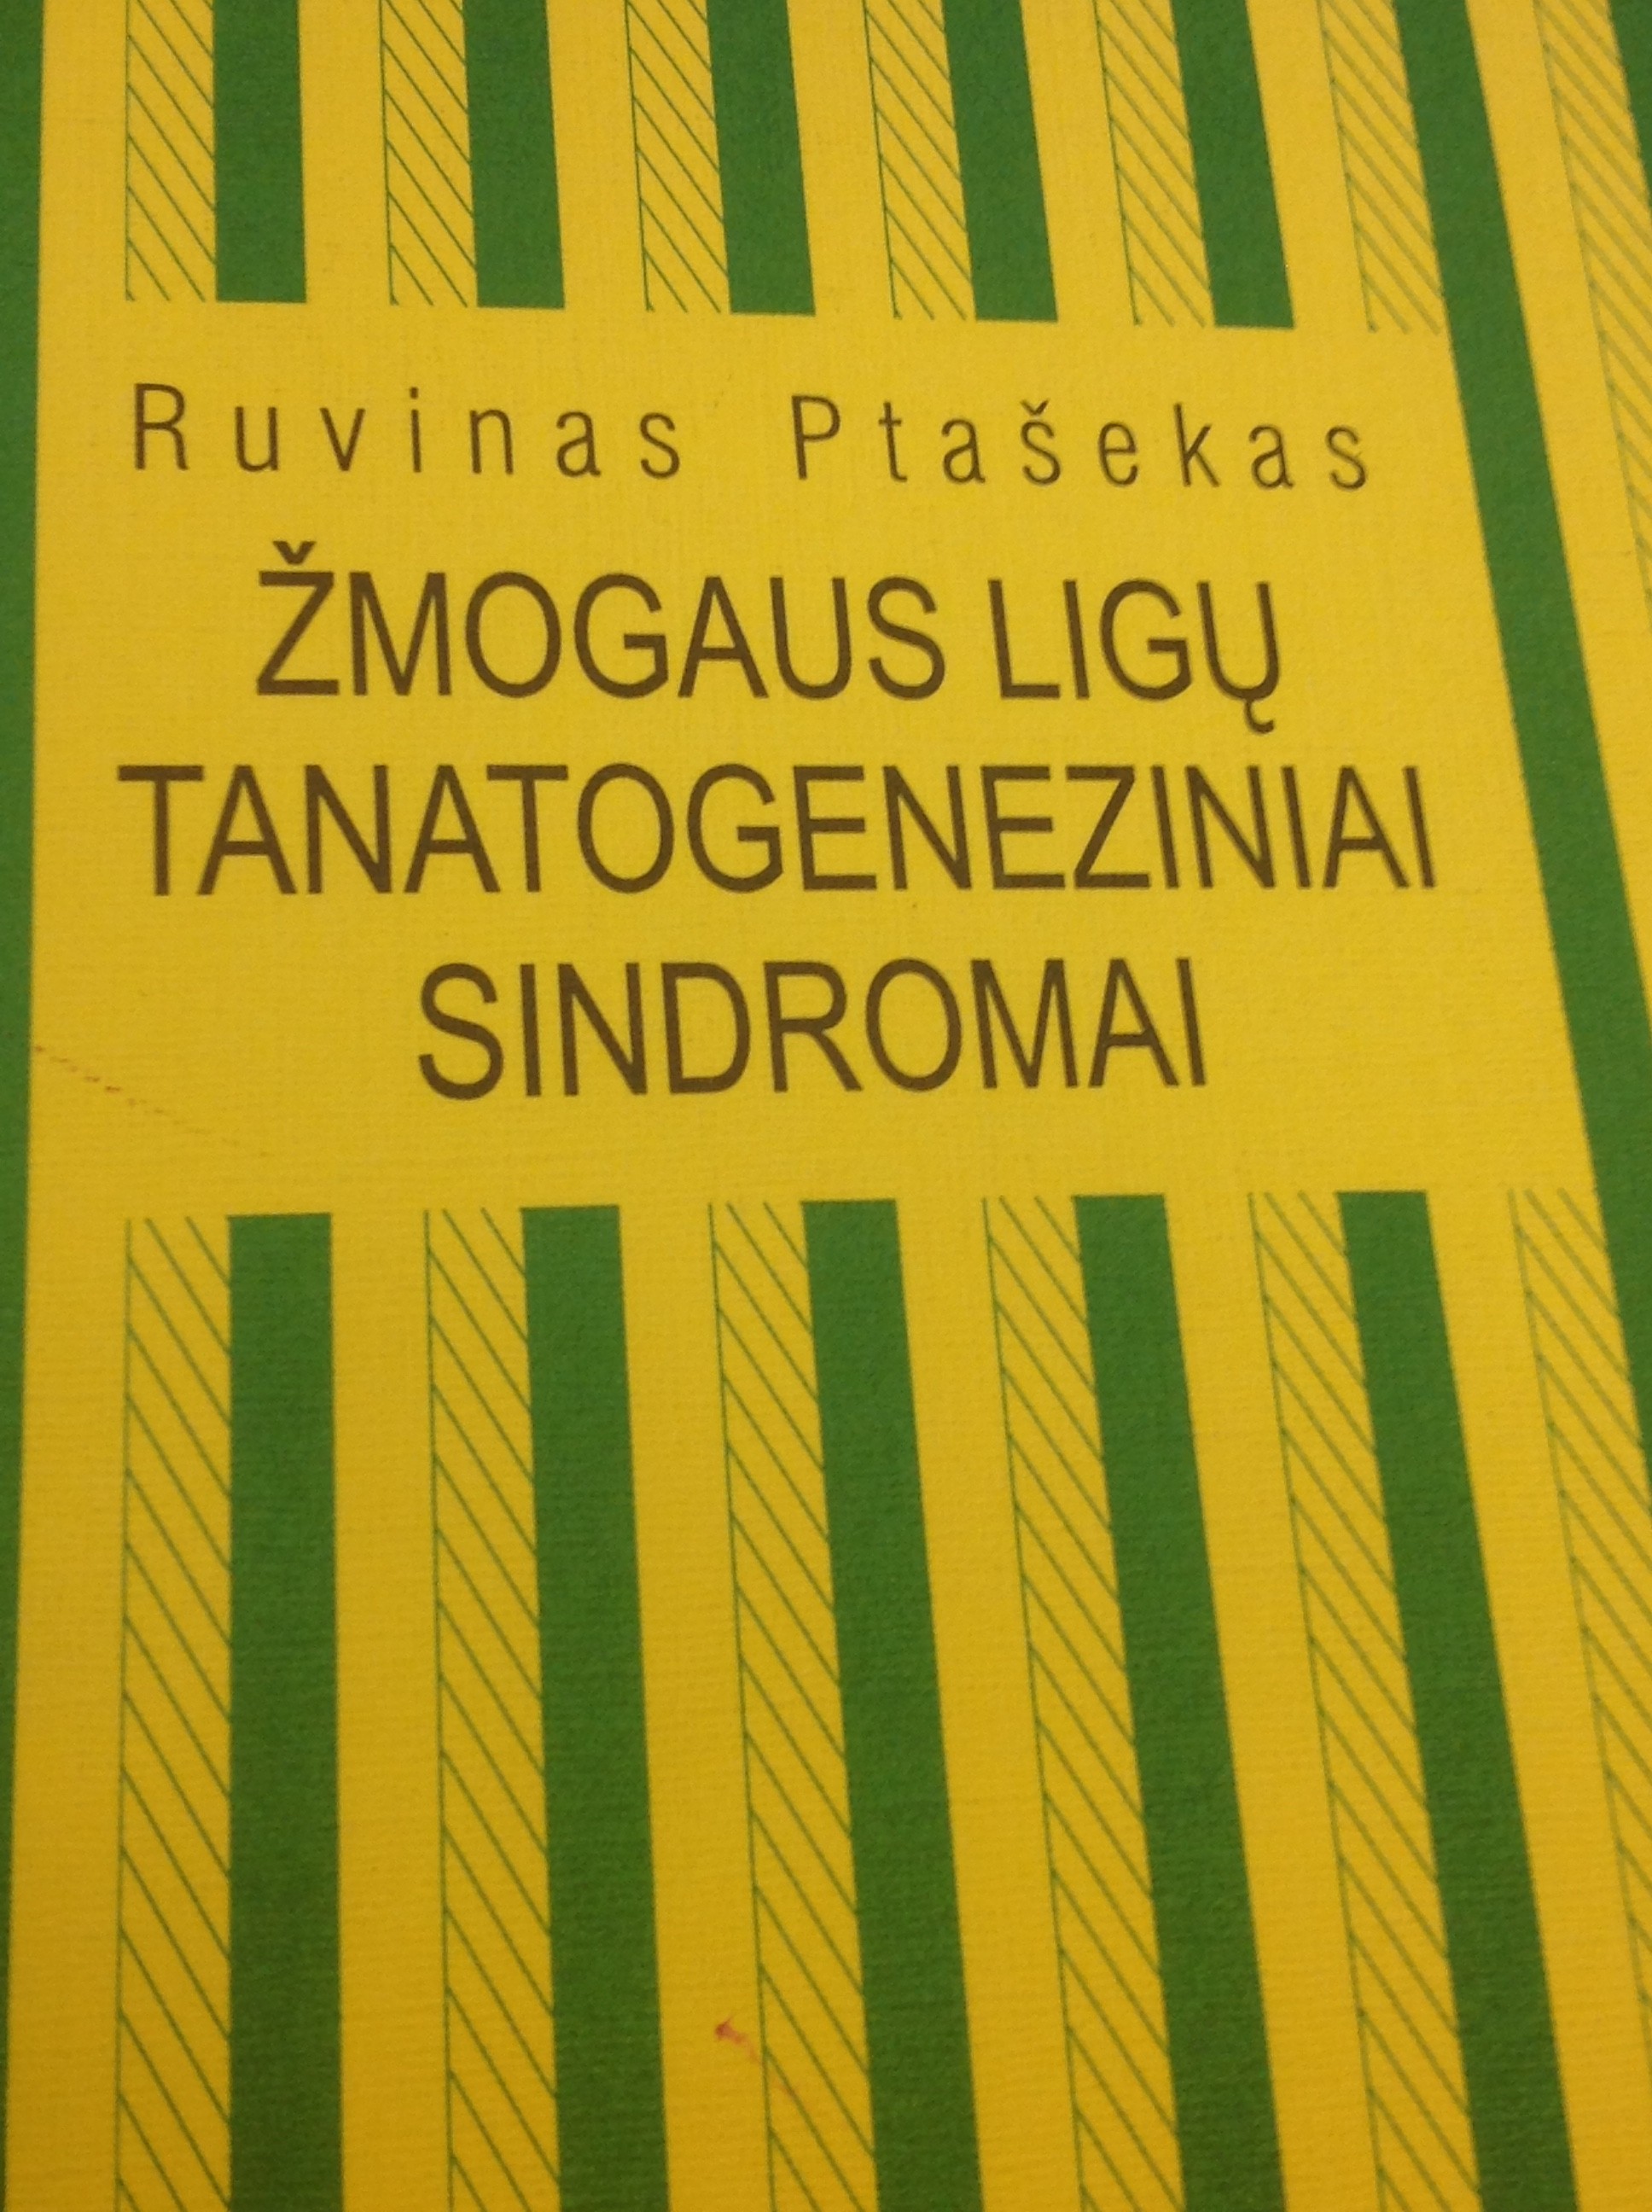 Ruvinas Ptašekas
ŽMOGAUS LIGŲ
TANATOGENEZINIAI
SINDROMAI